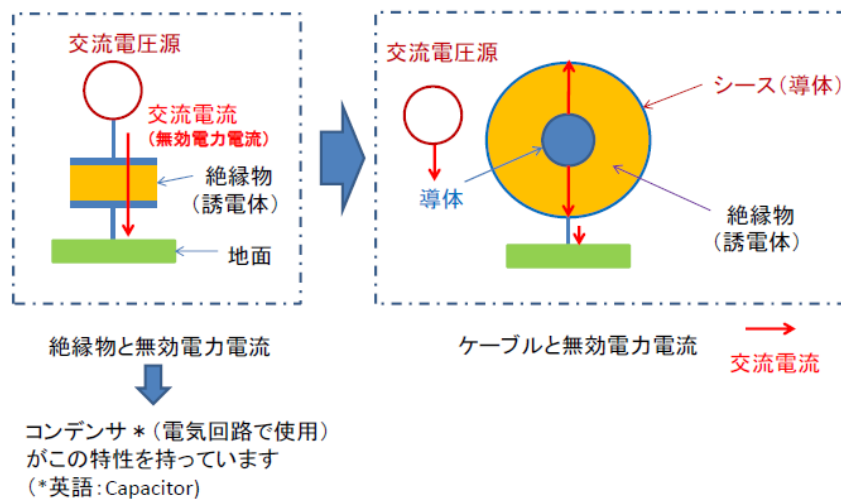 交流電圧源
交流電流
(無効電力電流)
絶縁物
(誘電体)
地面
絶縁物と無効電力電流
コンデンサ＊(電気回路で使用)
がこの特性を持っています
(*英語:Capacitor)
交流電圧源
シース(導体)
導体
絶縁物
(誘電体)
ケーブルと無効電力電流
交流電流